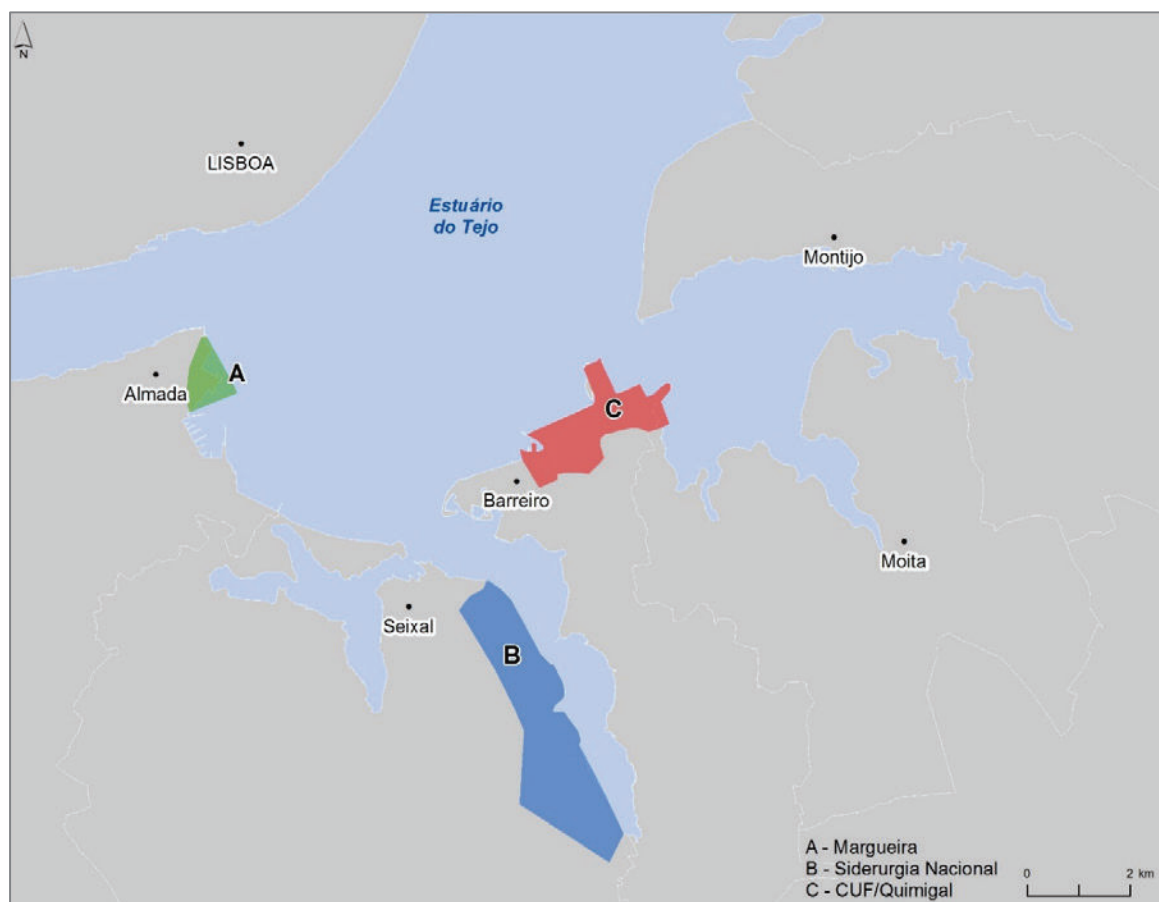 N
LISBOA
Estuário
do Tejo
Montijo
A
Almada
C
Barreiro
Moita
Seixal
B
A - Margueira
B - Siderurgia Nacional
C - CUF/Quimigal
0 2 km